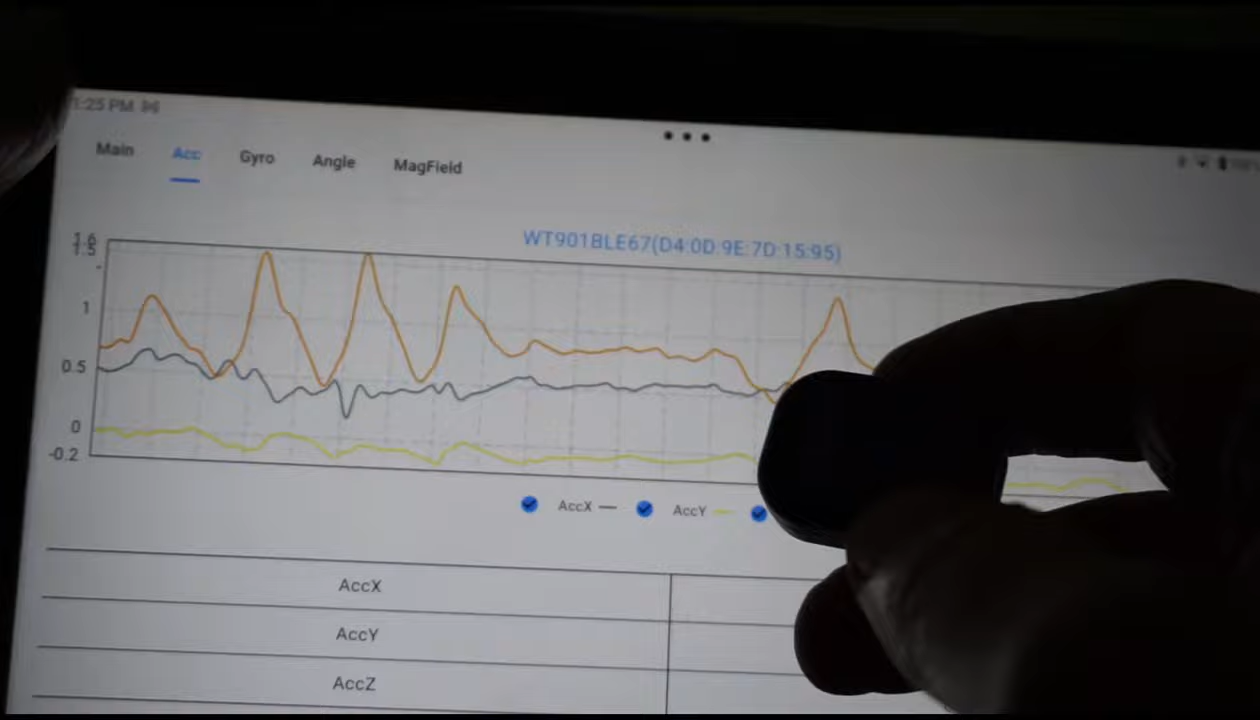 1:25 PM
Main Acc Gyro Angle MagField
WT901BLE67(D4:0D:9E:7D:15:95)
1.6
1.5
1
0.5
0
-0.2
AccX AccY
AccX
AccY
AccZ